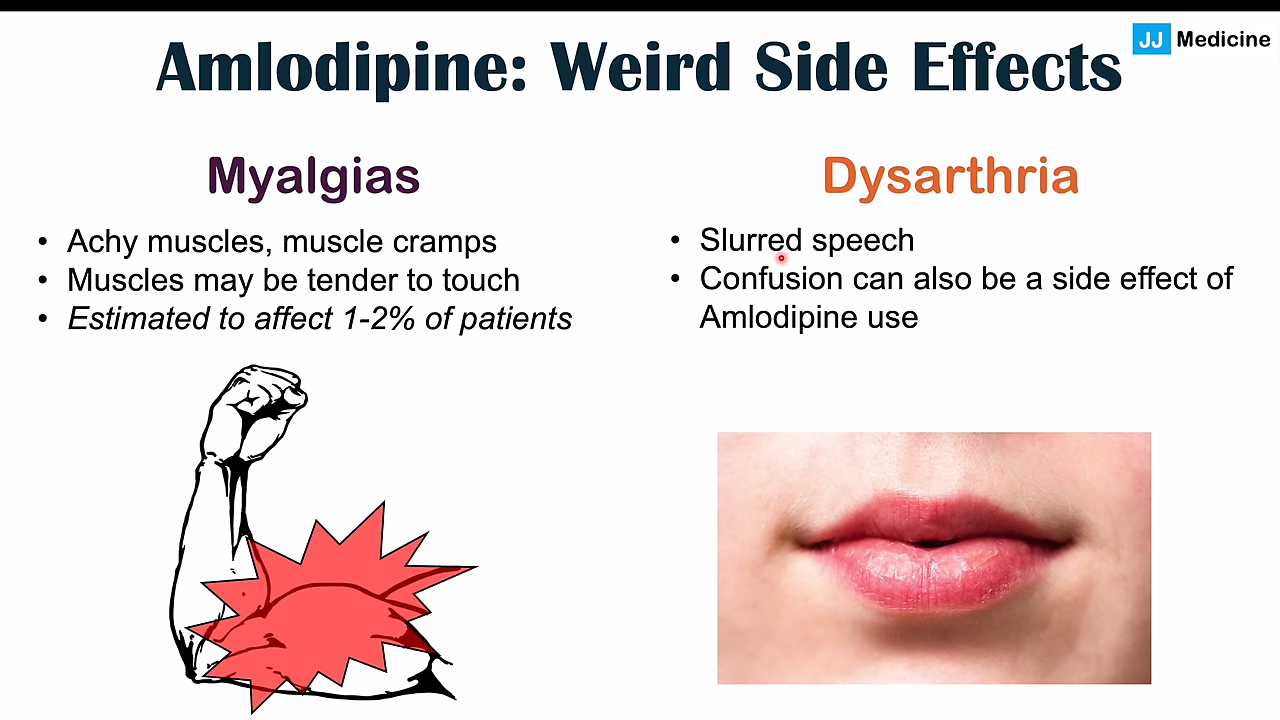 Amlodipine: Weird Side Effects
JJ Medicine
Myalgias
• Achy muscles, muscle cramps
• Muscles may be tender to touch
• Estimated to affect 1-2% of patients
Dysarthria
• Slurred speech
• Confusion can also be a side effect of
Amlodipine use